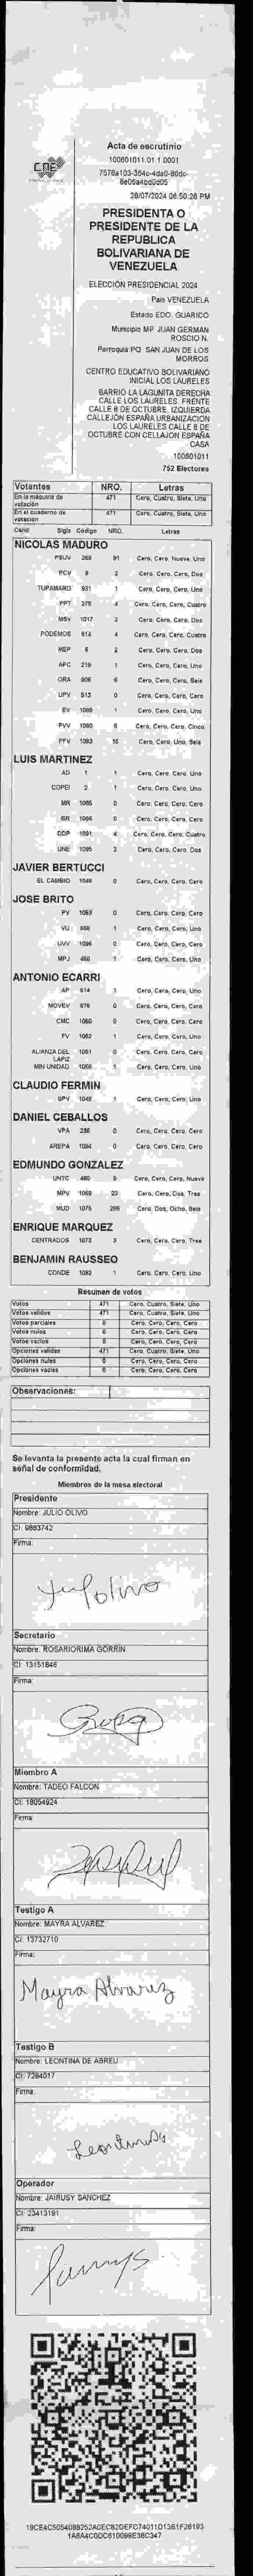 CNE
Acta de escrutinio
100601011.01.1.0001
28/07/2024 06:50:28 PM
PRESIDENTA O
PRESIDENTE DE LA
REPUBLICA
BOLIVARIANA DE
VENEZUELA
ELECCIÓN PRESIDENCIAL 2024
País VENEZUELA
Estado EDO. GUARICO
Municipio MP. JUAN GERMAN
ROSCIO N.
Parroquia PQ. SAN JUAN DE LOS
MORROS
CENTRO EDUCATIVO BOLIVARIANO
INICIAL LOS LAURELES
BARRIO LA LAGUNITA DERECHA
CALLE LOS LAURELES. FRENTE
CALLE 8 DE OCTUBRE. IZQUIERDA
CALLEJÓN ESPAÑA URBANIZACIÓN
LOS LAURELES CALLE 8 DE
OCTUBRE CON CELLAJON ESPAÑA
CASA
100601011
752 Electores
Votantes NRO. Letras
En la máquina de votación 471 Cero, Cuatro, Siete, Uno
En el cuaderno de votación 471 Cero, Cuatro, Siete, Uno
Cand. Sigla Código NRO. Letras
NICOLAS MADURO
PSUV 269 91 Cero, Cero, Nueve, Uno
PCV 9 2 Cero, Cero, Cero, Dos
TUPAMARO 931 1 Cero, Cero, Cero, Uno
PPT 276 4 Cero, Cero, Cero, Cuatro
MSV 1017 2 Cero, Cero, Cero, Dos
PODEMOS 614 4 Cero, Cero, Cero, Cuatro
MEP 6 2 Cero, Cero, Cero, Dos
APC 219 1 Cero, Cero, Cero, Uno
ORA 906 6 Cero, Cero, Cero, Seis
UPV 513 0 Cero, Cero, Cero, Cero
EV 1089 1 Cero, Cero, Cero, Uno
PVV 1090 Cero, Cero, Cero, Cinco
PFV 1093 16 Cero, Cero, Uno, Seis
LUIS MARTINEZ
AD 1 1 Cero, Cero, Cero, Uno
COPEI 2 1 Cero, Cero, Cero, Uno
MR 1065 0 Cero, Cero, Cero, Cero
BR 1066 0 Cero, Cero, Cero, Cero
DDP 1091 4 Cero, Cero, Cero, Cuatro
UNE 1095 2 Cero, Cero, Cero, Dos
JAVIER BERTUCCI
EL CAMBIO 1048 0 Cero, Cero, Cero, Cero
JOSE BRITO
PV 1053 0 Cero, Cero, Cero, Cero
VU 868 1 Cero, Cero, Cero, Uno
UVV 1096 0 Cero, Cero, Cero, Cero
MPJ 458 1 Cero, Cero, Cero, Uno
ANTONIO ECARRI
AP 814 1 Cero, Cero, Cero, Uno
MOVEV 878 0 Cero, Cero, Cero, Cero
CMC 1050 0 Cero, Cero, Cero, Cero
FV 1052 1 Cero, Cero, Cero, Uno
ALIANZA DEL LAPIZ 1051 0 Cero, Cero, Cero, Cero
MIN UNIDAD 1068 1 Cero, Cero, Cero, Uno
CLAUDIO FERMIN
SPV 1049 1 Cero, Cero, Cero, Uno
DANIEL CEBALLOS
VPA 236 0 Cero, Cero, Cero, Cero
AREPA 1094 0 Cero, Cero, Cero, Cero
EDMUNDO GONZALEZ
UNTC 460 9 Cero, Cero, Cero, Nueve
MPV 1069 23 Cero, Cero, Dos, Tres
MUD 1075 286 Cero, Dos, Ocho, Seis
ENRIQUE MARQUEZ
CENTRADOS 1073 3 Cero, Cero, Cero, Tres
BENJAMIN RAUSSEO
CONDE 1092 1 Cero, Cero, Cero, Uno
Resumen de votos
Votos 471 Cero, Cuatro, Siete, Uno
Votos validos 471 Cero, Cuatro, Siete, Uno
Votos parciales 0 Cero, Cero, Cero, Cero
Votos nulos 0 Cero, Cero, Cero, Cero
Votos vacios 0 Cero, Cero, Cero, Cero
Opciones validas 471 Cero, Cuatro, Siete, Uno
Opciones nulas 0 Cero, Cero, Cero, Cero
Opciones vacias 0 Cero, Cero, Cero, Cero
Observaciones:
Se levanta la presente acta la cual firman en
señal de conformidad.
Miembros de la mesa electoral
Presidente
Nombre: JULIO OLIVO
CI: 9883742
Firma:
Secretario
Nombre: ROSARIORIMA GORRIN
CI: 13151846
Firma:
Miembro A
Nombre: TADEO FALCON
CI: 18054924
Firma:
Testigo A
Nombre: MAYRA ALVAREZ
CI: 13732710
Firma:
Mayra Alvarez
Testigo B
Nombre: LEONTINA DE ABREU
CI: 7284017
Firma:
Operador
Nombre: JAIRUSY SANCHEZ
CI: 23413191
Firma: